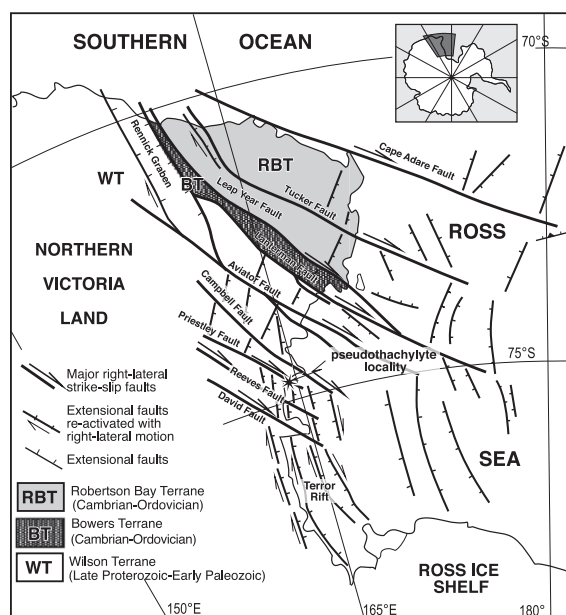 SOUTHERN OCEAN
70°S
Cape Adare Fault
RBT
Rennick Graben
WT
BT
Leap Year Fault
Tucker Fault
ROSS
Lanterman Fault
NORTHERN
VICTORIA
LAND
Aviator Fault
Campbell Fault
Priestley Fault
pseudothachylyte
locality
75°S
Reeves Fault
David Fault
SEA
Terror
Rift
Major right-lateral
strike-slip faults
Extensional faults
re-activated with
right-lateral motion
Extensional faults
RBT
Robertson Bay Terrane
(Cambrian-Ordovician)
BT
Bowers Terrane
(Cambrian-Ordovician)
WT
Wilson Terrane
(Late Proterozoic-Early Paleozoic)
ROSS ICE
SHELF
150°E
165°E
180°